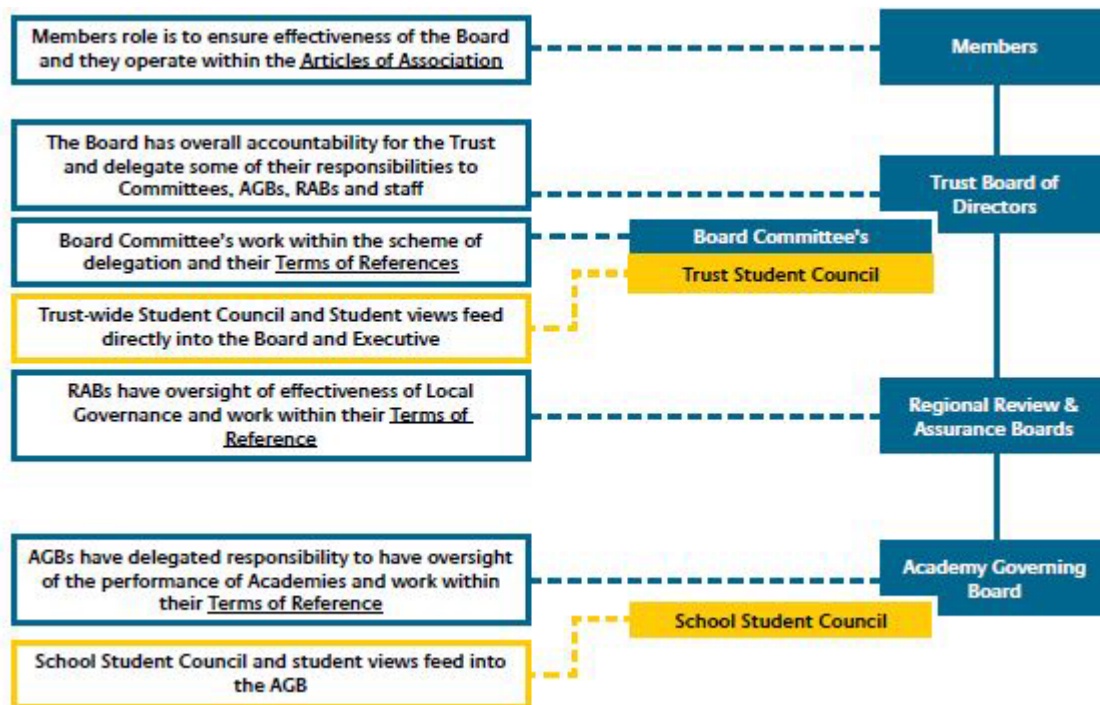 Members role is to ensure effectiveness of the Board
and they operate within the Articles of Association
Members
The Board has overall accountability for the Trust
and delegate some of their responsibilities to
Committees, AGBs, RABs and staff
Trust Board of
Directors
Board Committee's work within the scheme of
delegation and their Terms of References
Board Committee's
Trust Student Council
Trust-wide Student Council and Student views feed
directly into the Board and Executive
RABs have oversight of effectiveness of Local
Governance and work within their Terms of
Reference
Regional Review &
Assurance Boards
AGBs have delegated responsibility to have oversight
of the performance of Academies and work within
their Terms of Reference
Academy Governing
Board
School Student Council
School Student Council and student views feed into
the AGB